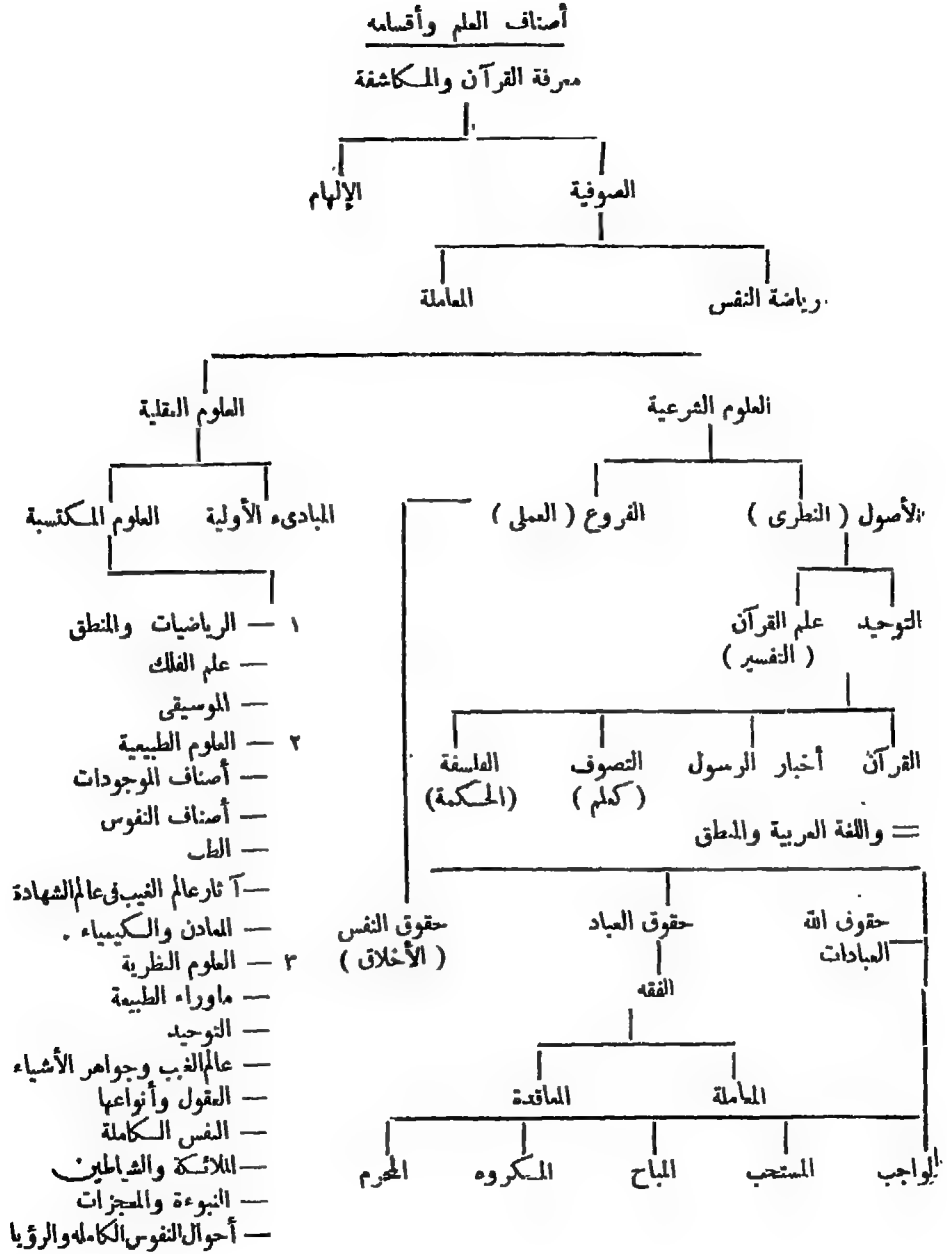 أصناف العلم وأقسامه
معرفة القرآن والمكاشفة
الصوفية الإلهام
رياضة النفس المعاملة
العلوم الشرعية العلوم العقلية
الأصول ( النظرى ) الفروع ( العملى ) المبادىء الأولية العلوم المكتسبة
التوحيد علم القرآن
( التفسير )
القرآن أخبار الرسول التصوف الفلسفة
( كعلم ) (الحكمة)
= واللغة العربية والمنطق
حقوق الله حقوق العباد حقوق النفس
العبادات ( الأخلاق )
الفقه
المعاملة المعاقدة
الواجب المستحب المباح المكروه المحرم
١ — الرياضيات والمنطق
— علم الفلك
— الموسيقى
٢ — العلوم الطبيعية
— أصناف الموجودات
— أصناف النفوس
— الطب
— آثار عالم الغيب فى عالم الشهادة
— المعادن والكيمياء .
٣ — العلوم النظرية
— ماوراء الطبيعة
— التوحيد
— عالم الغيب وجواهر الأشياء
— العقول وأنواعها
— النفس الكاملة
— الملائكة والشياطين
— النبوءة والمعجزات
— أحوال النفوس الكاملة والرؤيا